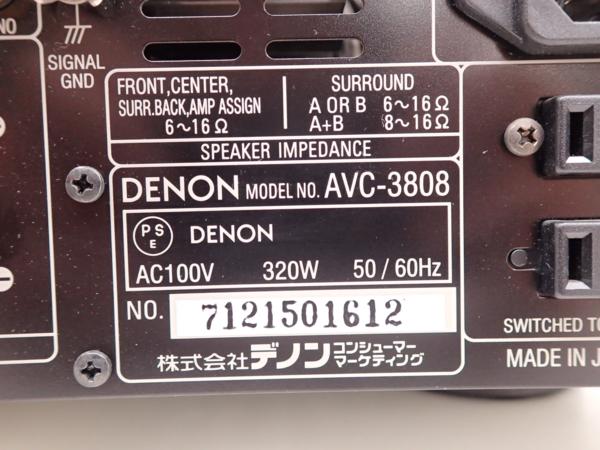 NO
SIGNAL
GND
FRONT,CENTER,
SURR.BACK,AMP ASSIGN
6～16Ω
SURROUND
A OR B 6～16Ω
A+B 8～16Ω
SPEAKER IMPEDANCE
DENON MODEL NO. AVC-3808
PS
E
DENON
AC100V 320W 50 / 60Hz
NO. 7121501612
株式会社デノンコンシューマー
マーケティング
SWITCHED
MADE IN